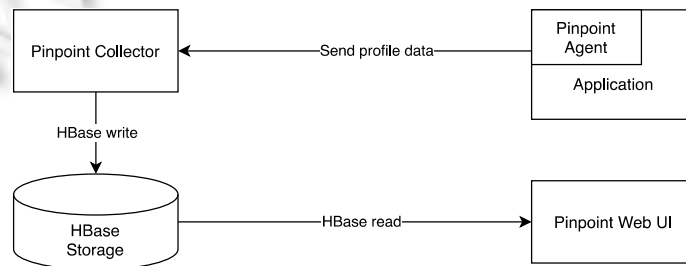 Pinpoint Collector
Send profile data
Pinpoint
Agent
Application
HBase write
HBase
Storage
HBase read
Pinpoint Web UI